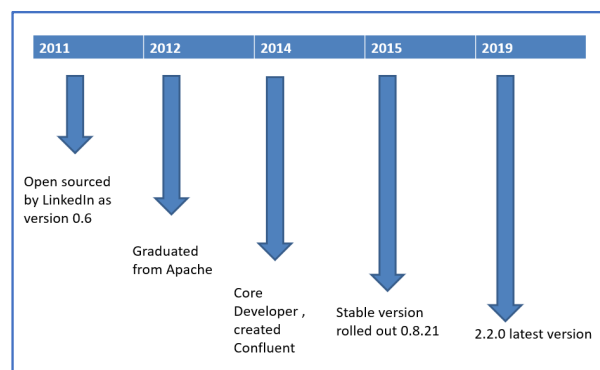 2011 2012 2014 2015 2019
Open sourced
by LinkedIn as
version 0.6
Graduated
from Apache
Core
Developer ,
created
Confluent
Stable version
rolled out 0.8.21
2.2.0 latest version